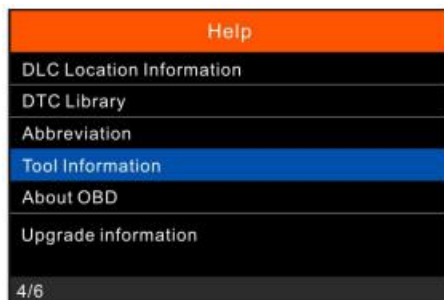 Help
DLC Location Information
DTC Library
Abbreviation
Tool Information
About OBD
Upgrade information
4/6